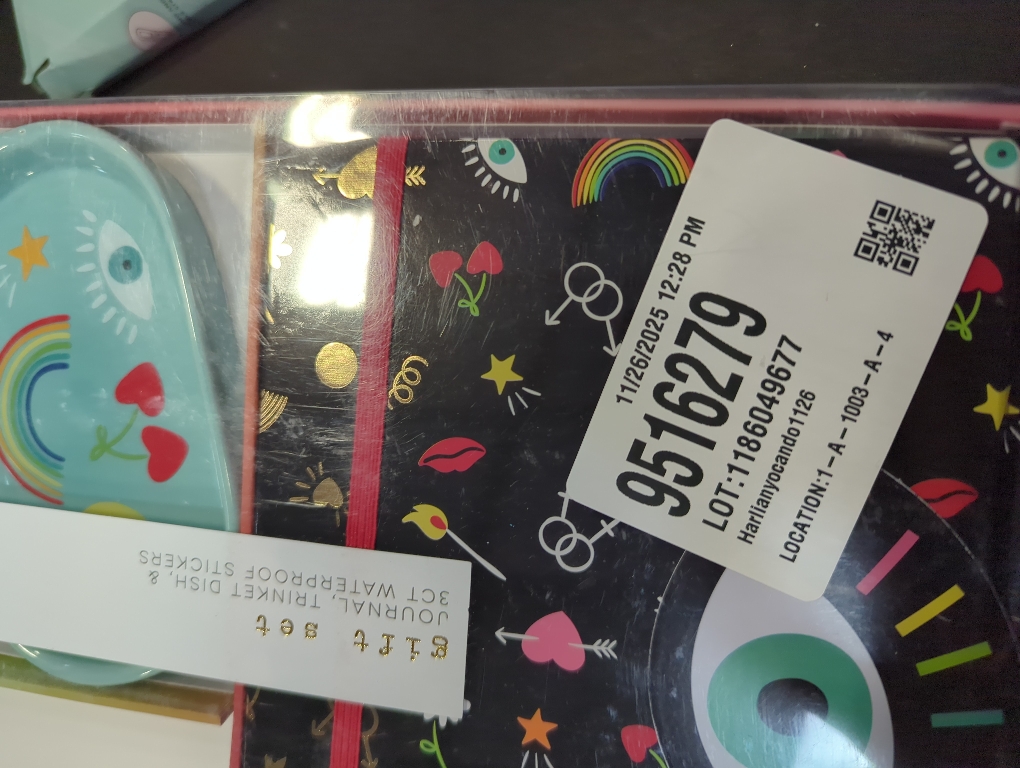 11/26/2025 12:28 PM
9516279
LOT:1186049677
Harlianyocando1126
LOCATION:1-A-1003-A-4
gift set
JOURNAL, TRINKET DISH, &
3CT WATERPROOF STICKERS